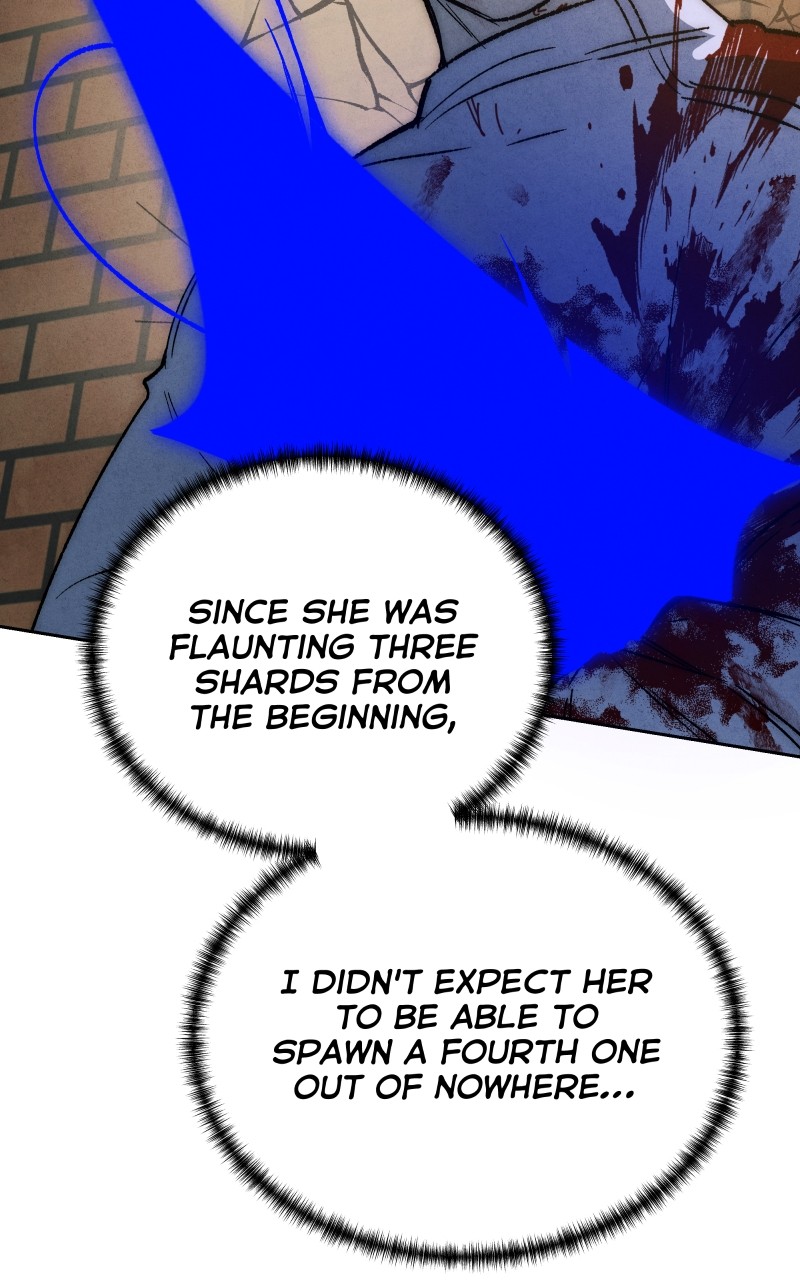 SINCE SHE WAS
FLAUNTING THREE
SHARDS FROM
THE BEGINNING,
I DIDN'T EXPECT HER
TO BE ABLE TO
SPAWN A FOURTH ONE
OUT OF NOWHERE...